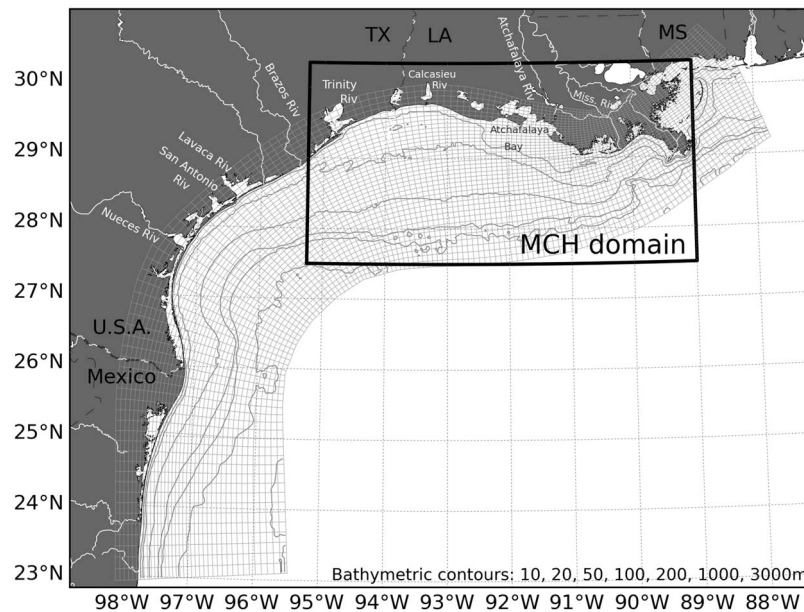 TX
LA
MS
30°N
29°N
28°N
27°N
26°N
25°N
24°N
23°N
Brazos Riv
Trinity
Riv
Calcasieu
Riv
Atchafalaya Riv
Miss. Riv
Atchafalaya
Bay
Lavaca Riv
San Antonio
Riv
Nueces Riv
MCH domain
U.S.A.
Mexico
Bathymetric contours: 10, 20, 50, 100, 200, 1000, 3000m
98°W 97°W 96°W 95°W 94°W 93°W 92°W 91°W 90°W 89°W 88°W